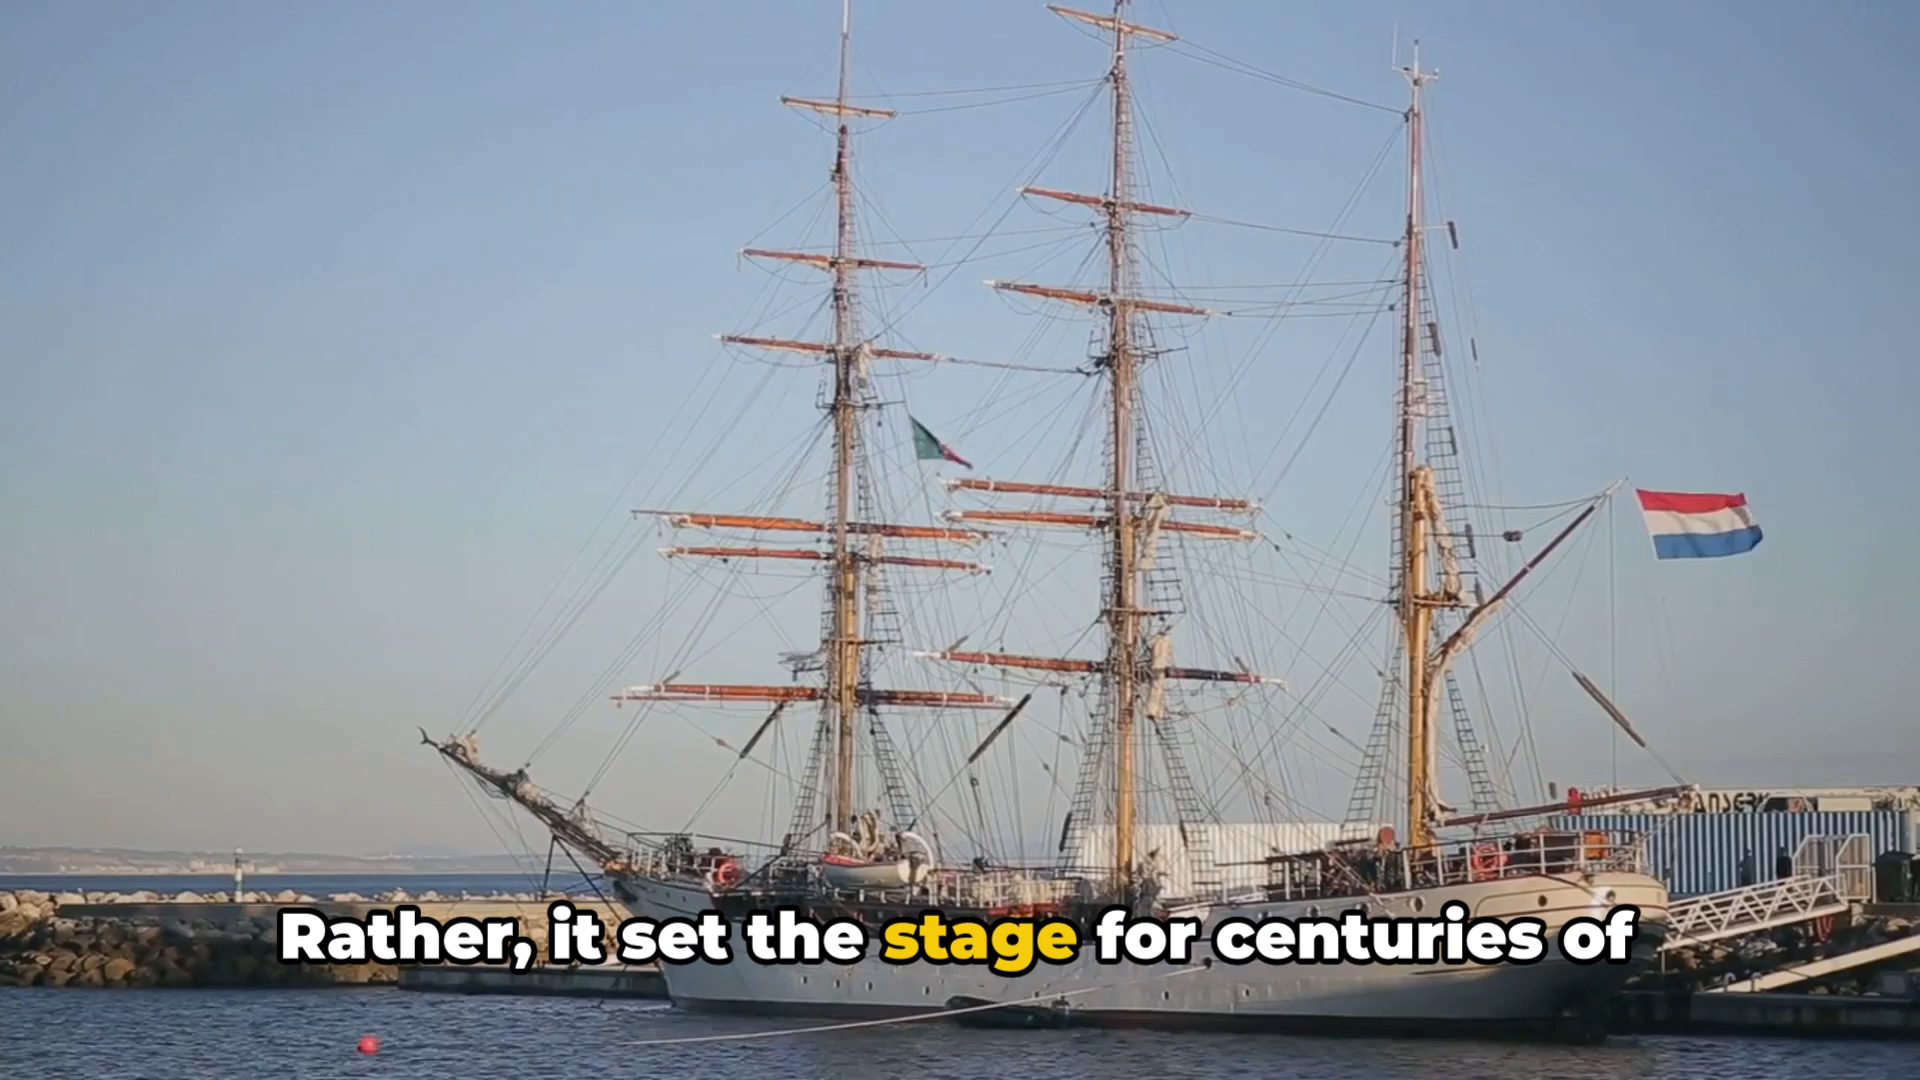 Rather, it set the stage for centuries of